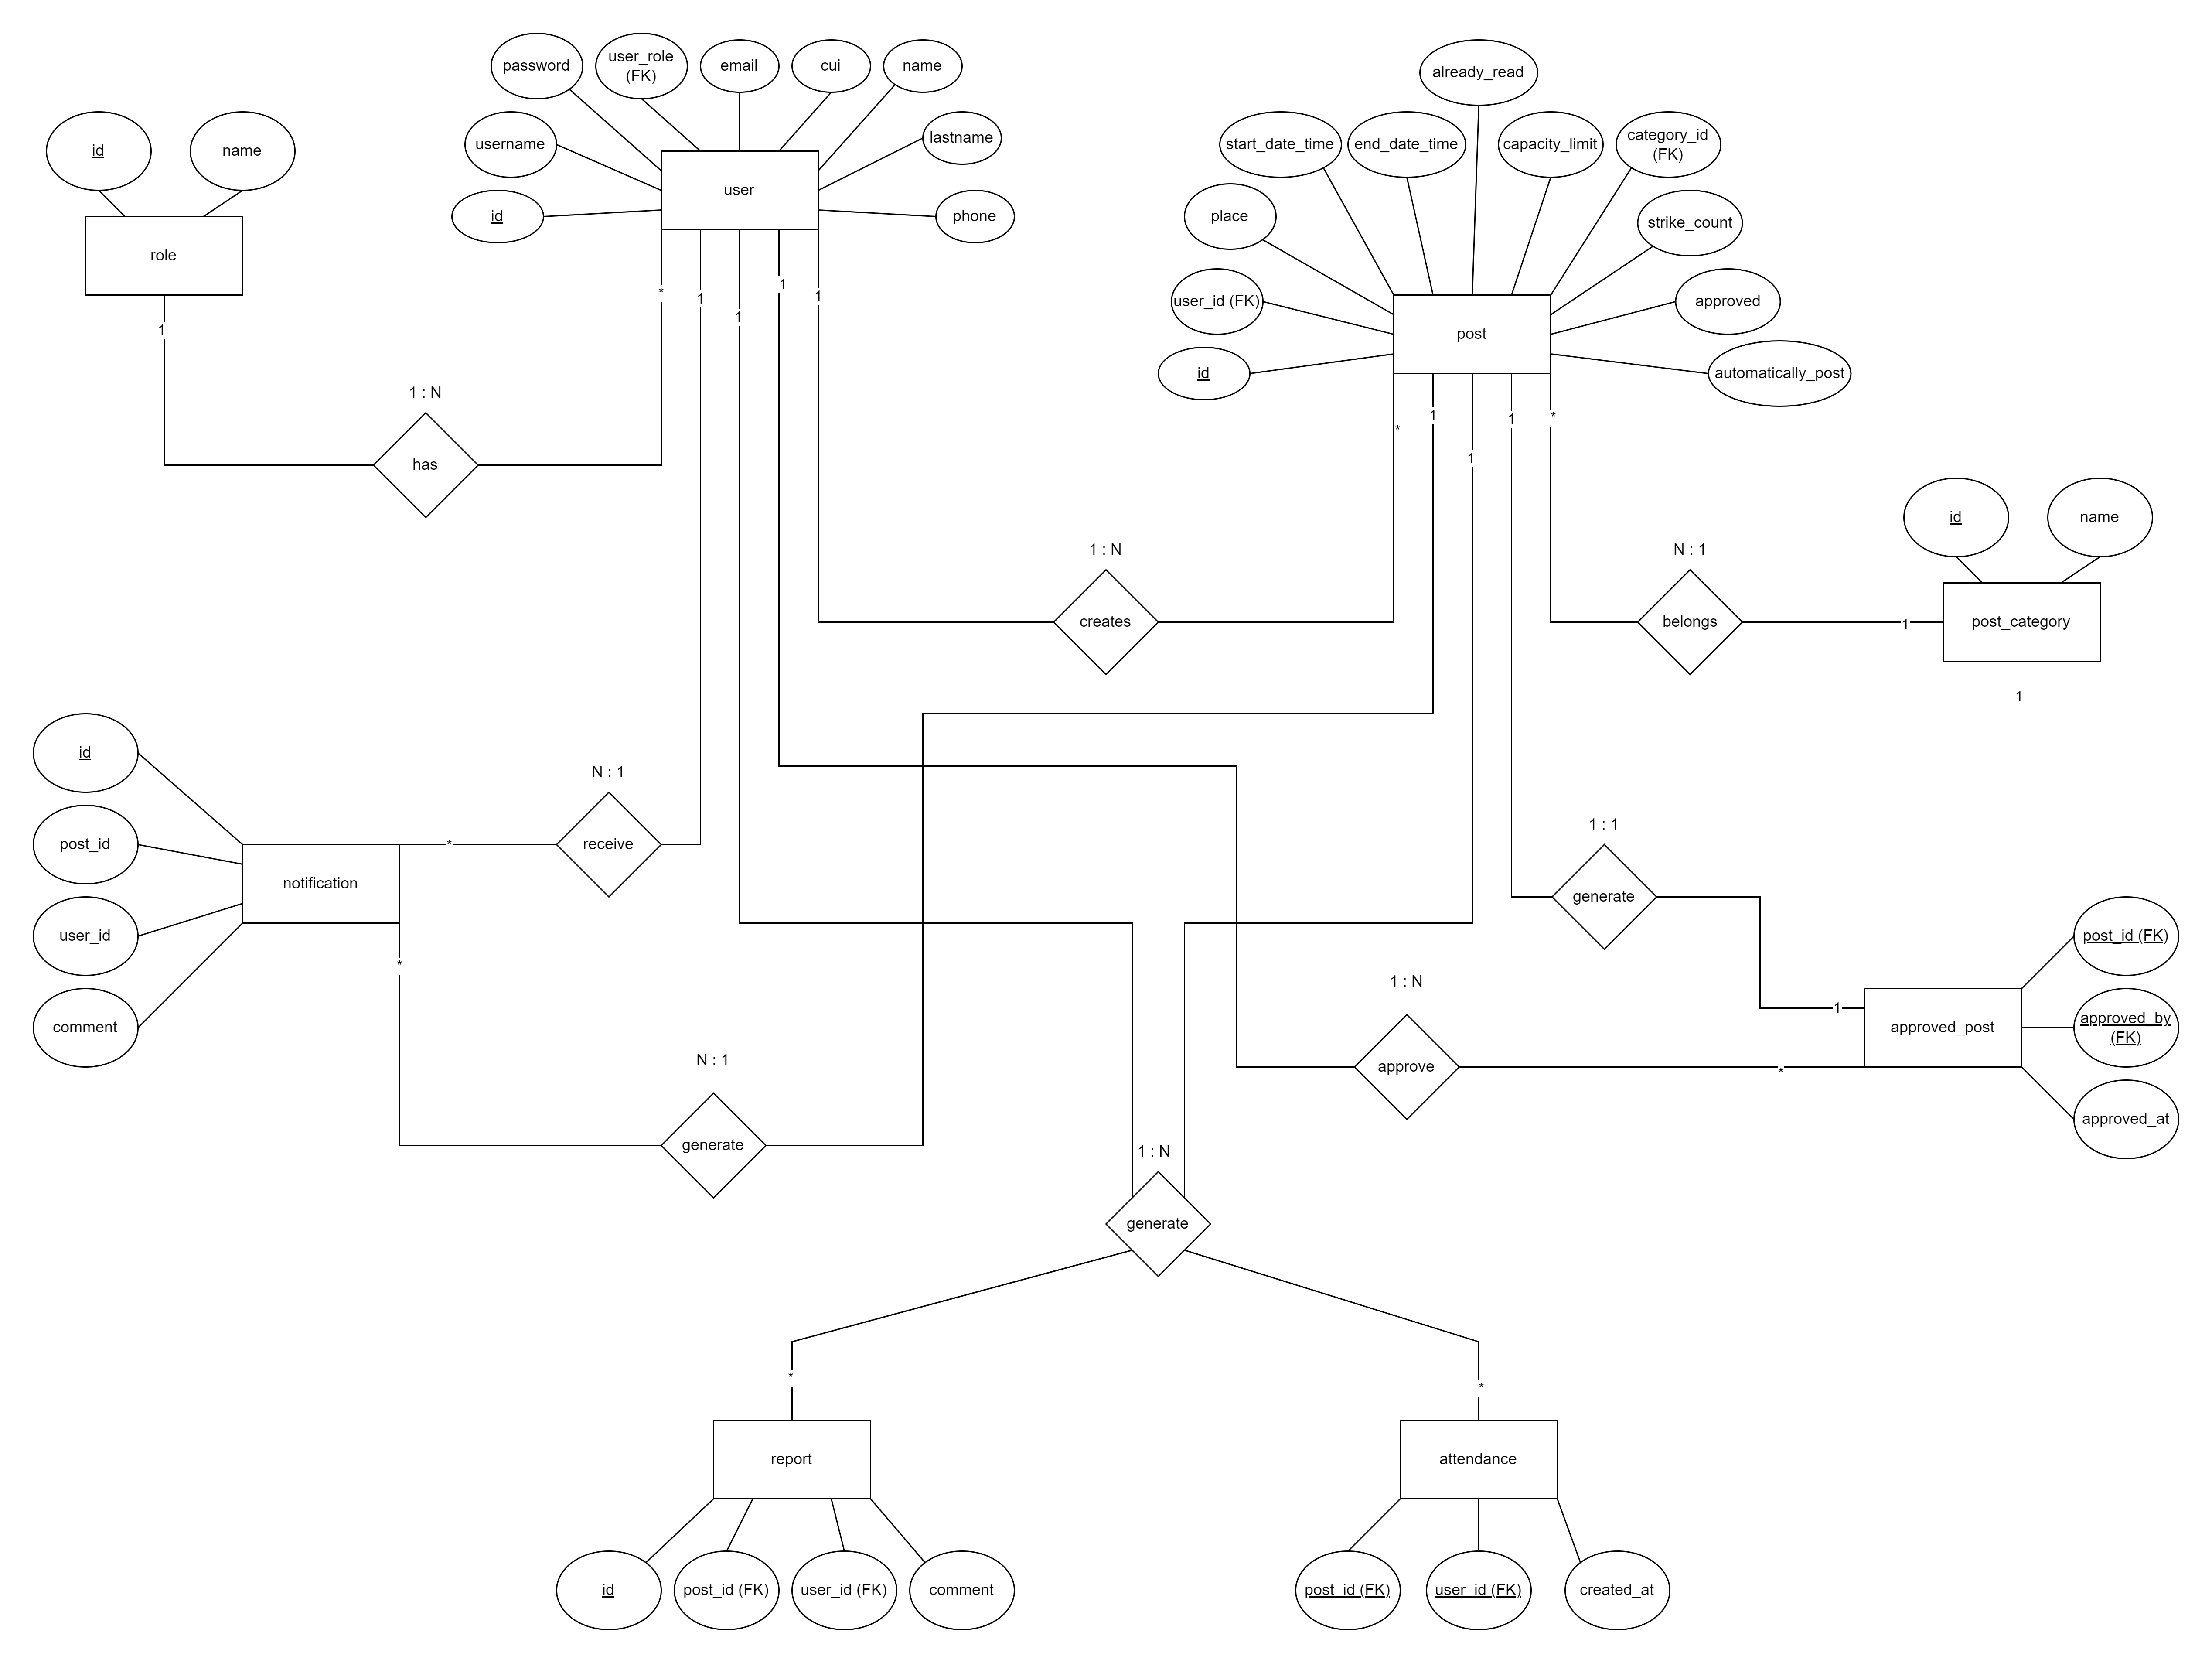 password
user_role
(FK)
email
cui
name
already_read
id
name
username
lastname
start_date_time
end_date_time
capacity_limit
category_id
(FK)
user
id
phone
place
strike_count
role
user_id (FK)
approved
post
id
automatically_post
*
1
1
1
1
1
1 : N
has
*
1
1
1
*
id
name
1 : N
creates
N : 1
belongs
1
post_category
1
id
post_id
user_id
comment
notification
*
N : 1
receive
*
1 : 1
generate
post_id (FK)
approved_by
(FK)
approved_at
approved_post
1
1 : N
approve
*
N : 1
generate
1 : N
generate
*
*
report
attendance
id
post_id (FK)
user_id (FK)
comment
post_id (FK)
user_id (FK)
created_at